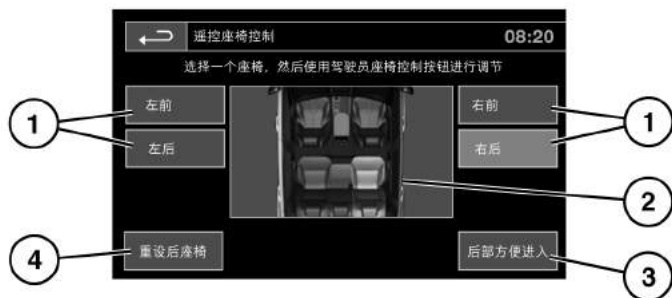 遥控座椅控制 08:20
选择一个座椅，然后使用驾驶员座椅控制按钮进行调节
1 左前 右前 1
左后 右后
2
4 重设后座椅 后部方便进入 3